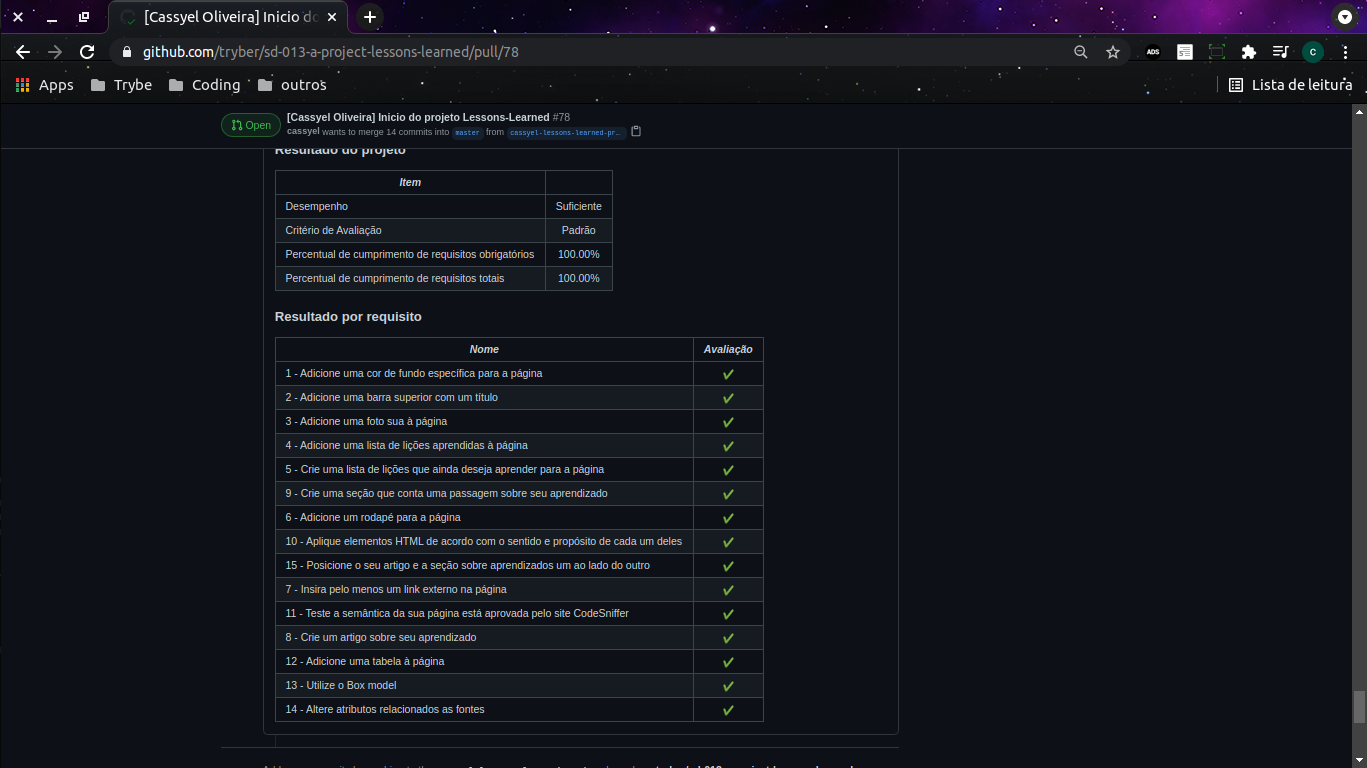 [Cassyel Oliveira] Inicio do
github.com/tryber/sd-013-a-project-lessons-learned/pull/78
ADS
C
Apps Trybe Coding outros Lista de leitura
Open
[Cassyel Oliveira] Inicio do projeto Lessons-Learned #78
cassyel wants to merge 14 commits into master from cassyel-lessons-learned-pr…
Resultado do projeto
Item
Desempenho Suficiente
Critério de Avaliação Padrão
Percentual de cumprimento de requisitos obrigatórios 100.00%
Percentual de cumprimento de requisitos totais 100.00%
Resultado por requisito
Nome Avaliação
1 - Adicione uma cor de fundo específica para a página ✔
2 - Adicione uma barra superior com um título ✔
3 - Adicione uma foto sua à página ✔
4 - Adicione uma lista de lições aprendidas à página ✔
5 - Crie uma lista de lições que ainda deseja aprender para a página ✔
9 - Crie uma seção que conta uma passagem sobre seu aprendizado ✔
6 - Adicione um rodapé para a página ✔
10 - Aplique elementos HTML de acordo com o sentido e propósito de cada um deles ✔
15 - Posicione o seu artigo e a seção sobre aprendizados um ao lado do outro ✔
7 - Insira pelo menos um link externo na página ✔
11 - Teste a semântica da sua página está aprovada pelo site CodeSniffer ✔
8 - Crie um artigo sobre seu aprendizado ✔
12 - Adicione uma tabela à página ✔
13 - Utilize o Box model ✔
14 - Altere atributos relacionados as fontes ✔